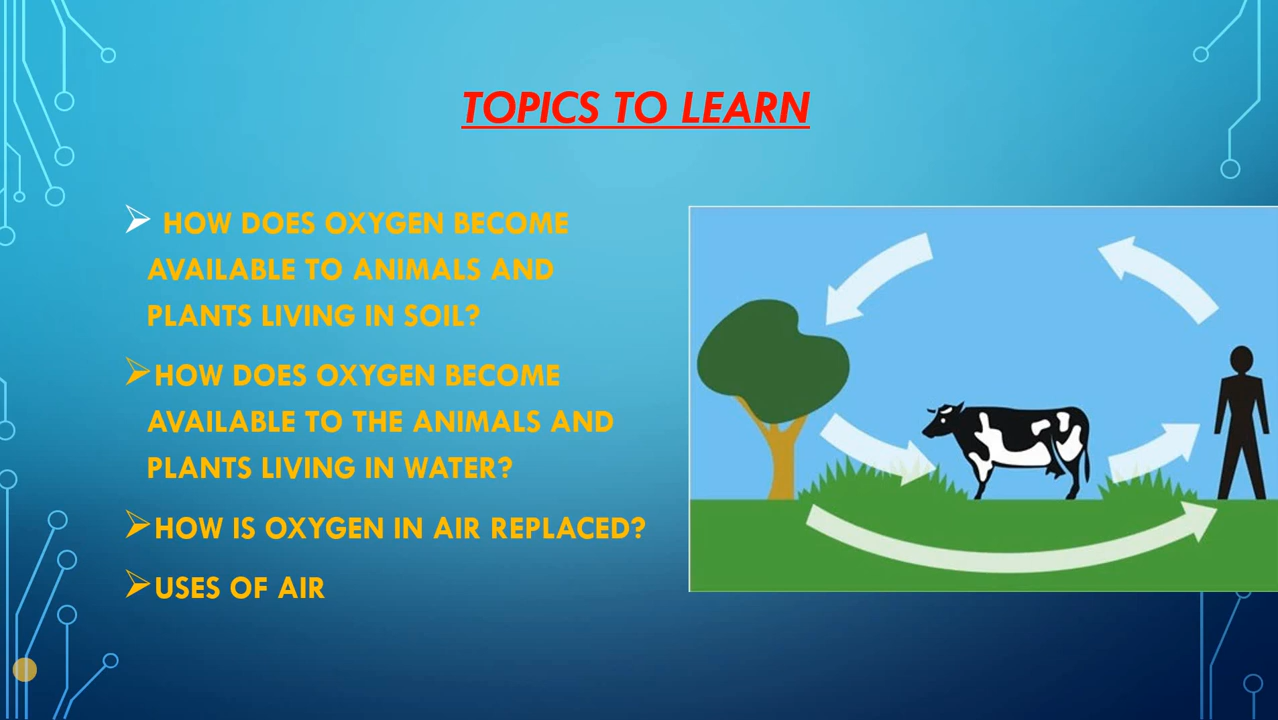 TOPICS TO LEARN
HOW DOES OXYGEN BECOME
AVAILABLE TO ANIMALS AND
PLANTS LIVING IN SOIL?
HOW DOES OXYGEN BECOME
AVAILABLE TO THE ANIMALS AND
PLANTS LIVING IN WATER?
HOW IS OXYGEN IN AIR REPLACED?
USES OF AIR